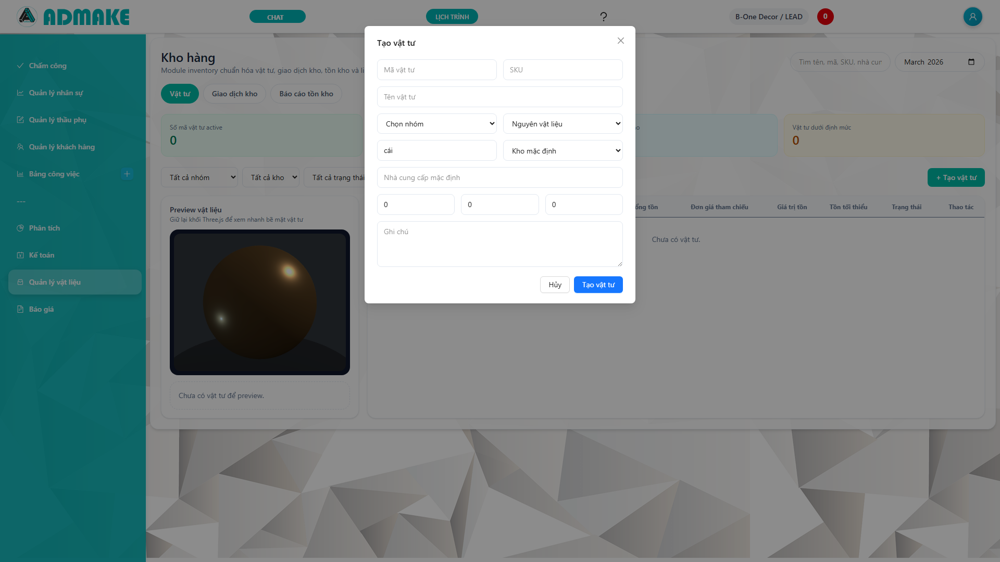 ADMAKE
CHAT
LỊCH TRÌNH
?
B-One Decor / LEAD
0
Chấm công
Quản lý nhân sự
Quản lý thầu phụ
Quản lý khách hàng
Bảng công việc
+
---
Phân tích
Kế toán
Quản lý vật liệu
Báo giá
Kho hàng
Module inventory chuẩn hóa vật tư, giao dịch kho, tồn kho và
Tìm tên, mã, SKU, nhà
March 2026
Vật tư
Giao dịch kho
Báo cáo tồn kho
Số mã vật tư active
0
Vật tư dưới định mức
0
Tất cả nhóm
Tất cả kho
Tất cả trạng thái
+ Tạo vật tư
Preview vật liệu
Giữ lại khối Three.js để xem nhanh bề mặt vật tư
Chưa có vật tư để preview.
tồn
Đơn giá tham chiếu
Giá trị tồn
Tồn tối thiểu
Trạng thái
Thao tác
Chưa có vật tư.
Tạo vật tư
Mã vật tư
SKU
Tên vật tư
Chọn nhóm
Nguyên vật liệu
cái
Kho mặc định
Nhà cung cấp mặc định
0
0
0
Ghi chú
Hủy
Tạo vật tư